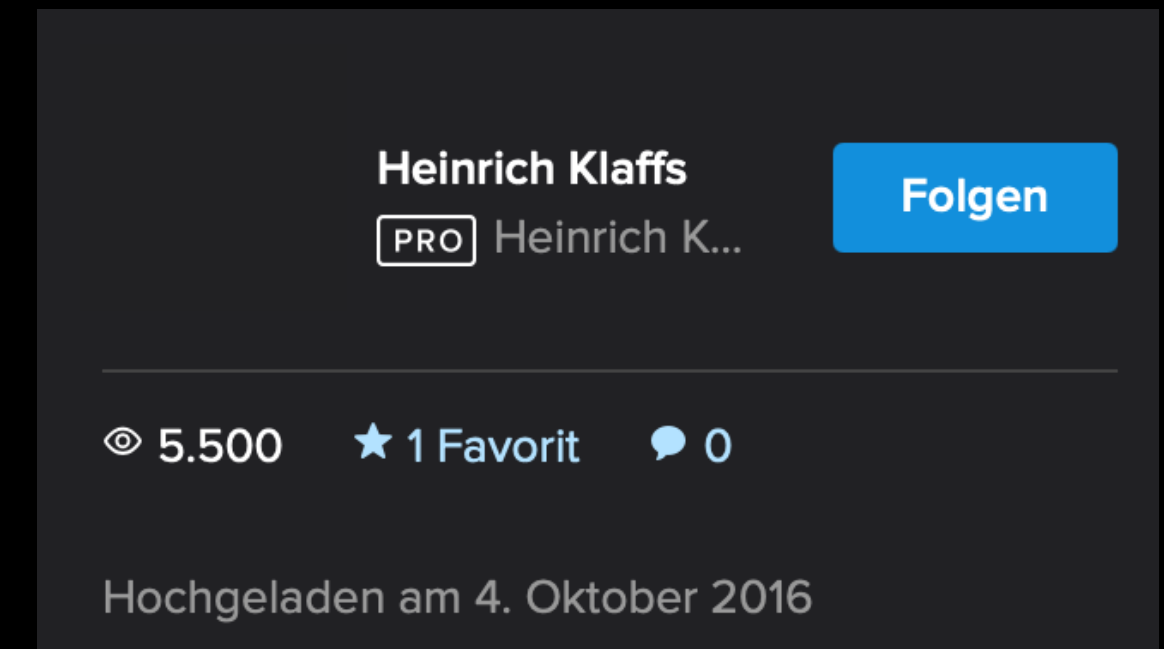 Heinrich Klaffs
PRO Heinrich K...
Folgen
5.500 1 Favorit 0
Hochgeladen am 4. Oktober 2016